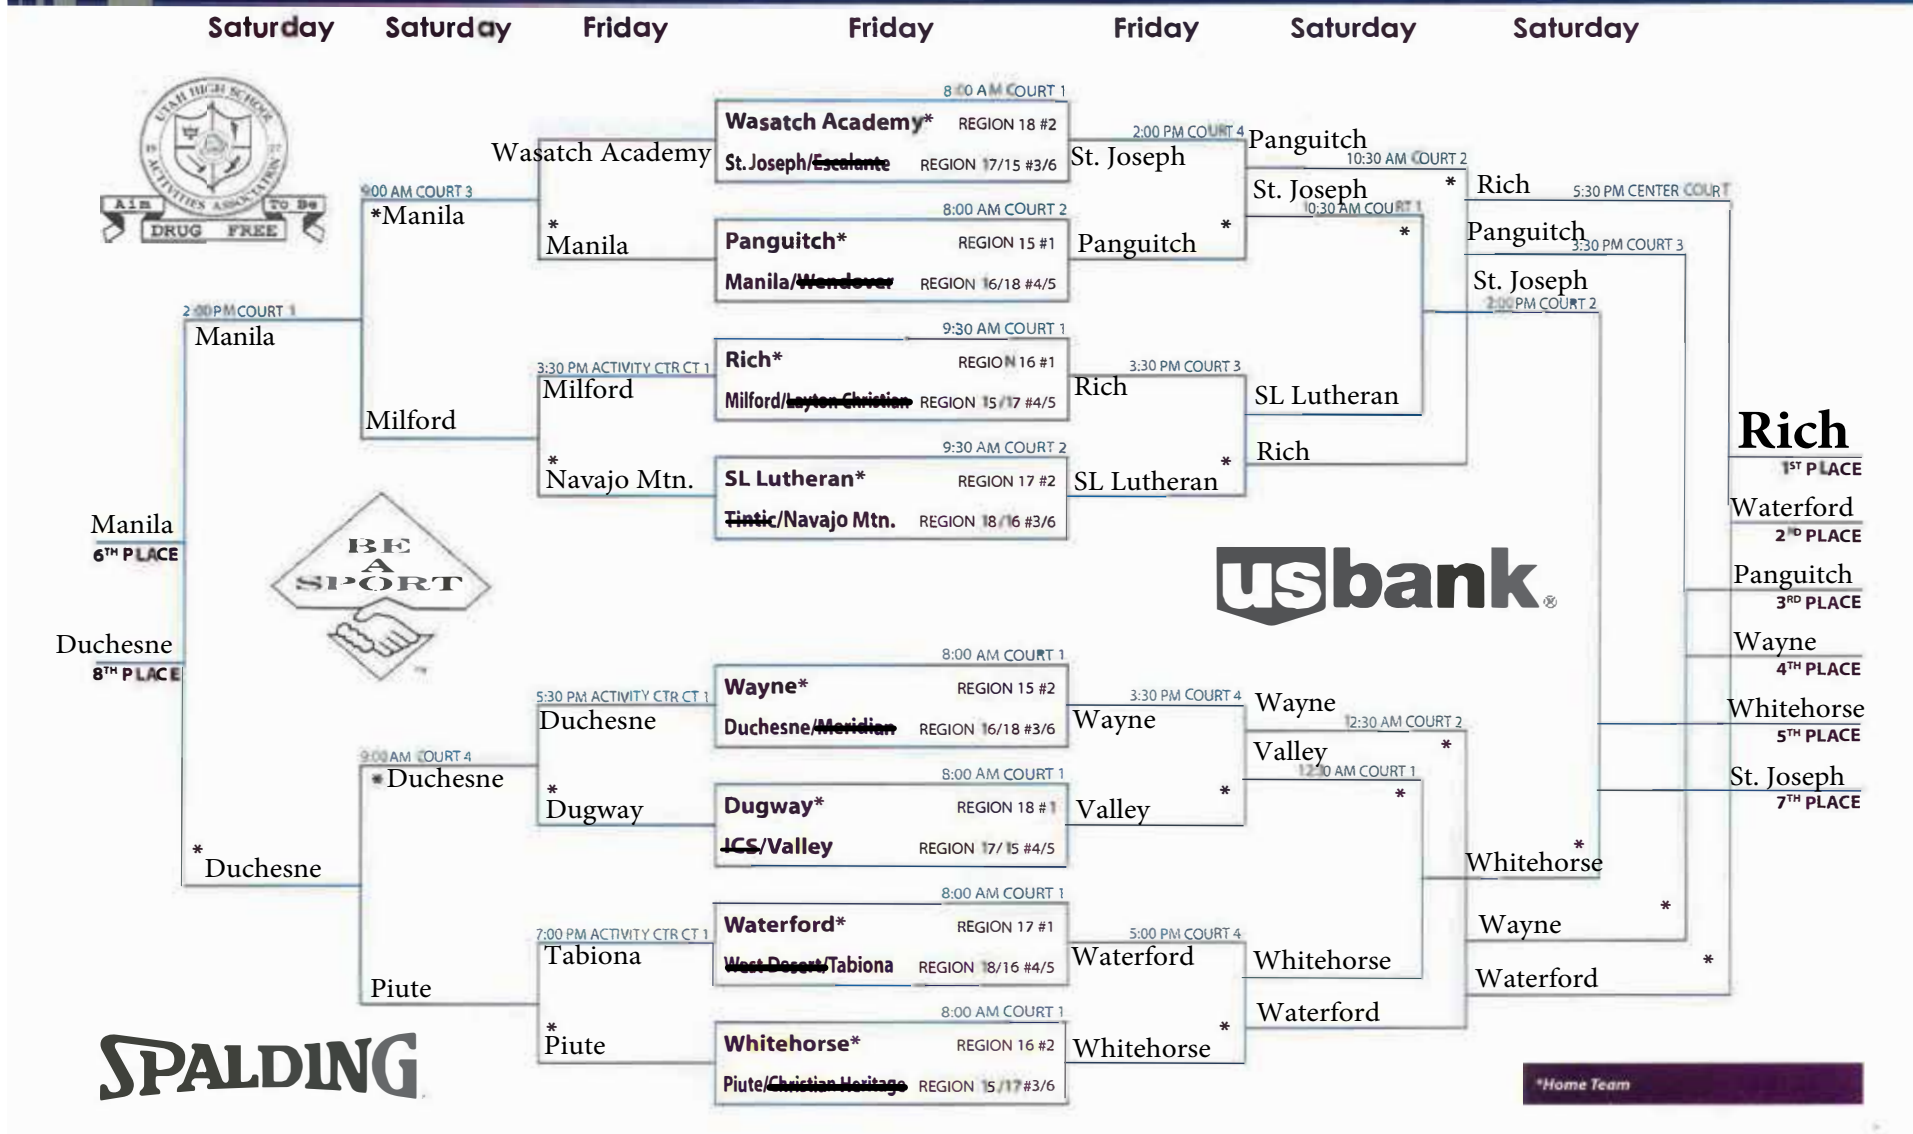 Saturday Saturday Friday Friday Friday Saturday Saturday
UTAH HIGH SCHOOL
ACTIVITIES ASSOCIATION
19 27
Aim To Be
DRUG FREE
8:00 AM COURT 1
Wasatch Academy* REGION 18 #2
St. Joseph/Escalante REGION 17/15 #3/6
8:00 AM COURT 2
Panguitch* REGION 15 #1
Manila/Wendover REGION 16/18 #4/5
9:30 AM COURT 1
Rich* REGION 16 #1
Milford/Layton Christian REGION 15/17 #4/5
9:30 AM COURT 2
SL Lutheran* REGION 17 #2
Tintic/Navajo Mtn. REGION 18/16 #3/6
8:00 AM COURT 1
Wayne* REGION 15 #2
Duchesne/Meridian REGION 16/18 #3/6
8:00 AM COURT 1
Dugway* REGION 18 #1
ICS/Valley REGION 17/15 #4/5
8:00 AM COURT 1
Waterford* REGION 17 #1
West Desert/Tabiona REGION 18/16 #4/5
8:00 AM COURT 1
Whitehorse* REGION 16 #2
Piute/Christian Heritage REGION 15/17 #3/6
Wasatch Academy
*
Manila
3:30 PM ACTIVITY CTR CT 1
Milford
*
Navajo Mtn.
5:30 PM ACTIVITY CTR CT 1
Duchesne
*
Dugway
7:00 PM ACTIVITY CTR CT 1
Tabiona
*
Piute
9:00 AM COURT 3
*Manila
Milford
9:00 AM COURT 4
* Duchesne
Piute
2:00 PM COURT 1
Manila
*
Duchesne
Manila
6TH PLACE
Duchesne
8TH PLACE
BE
A
SPORT
TM
SPALDING
2:00 PM COURT 4
St. Joseph
*
Panguitch
3:30 PM COURT 3
Rich
*
SL Lutheran
3:30 PM COURT 4
Wayne
*
Valley
5:00 PM COURT 4
Waterford
*
Whitehorse
Panguitch
10:30 AM COURT 2
*
St. Joseph
10:30 AM COURT 1
*
SL Lutheran
Rich
usbank®
Wayne
12:30 AM COURT 2
*
Valley
12:30 AM COURT 1
*
Whitehorse
Waterford
Rich
5:30 PM CENTER COURT
Panguitch
3:30 PM COURT 3
St. Joseph
2:00 PM COURT 2
*
Whitehorse
*
Wayne
*
Waterford
Rich
1ST PLACE
Waterford
2ND PLACE
Panguitch
3RD PLACE
Wayne
4TH PLACE
Whitehorse
5TH PLACE
St. Joseph
7TH PLACE
*Home Team